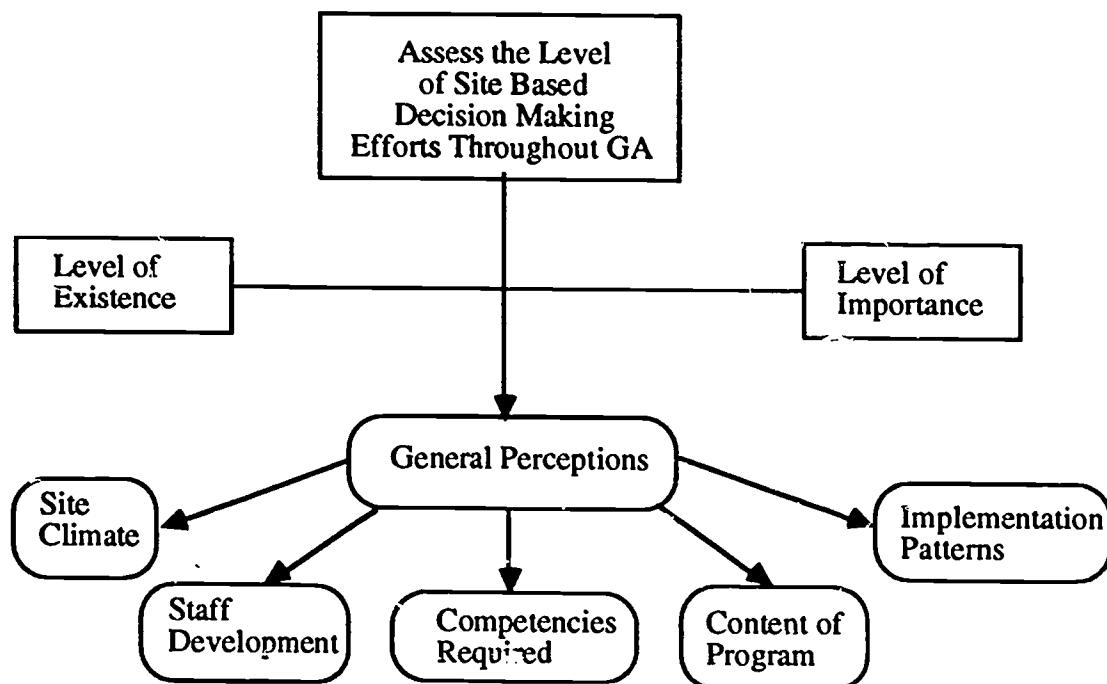 Assess the Level
of Site Based
Decision Making
Efforts Throughout GA
Level of
Existence
Level of
Importance
General Perceptions
Site
Climate
Implementation
Patterns
Staff
Development
Competencies
Required
Content of
Program